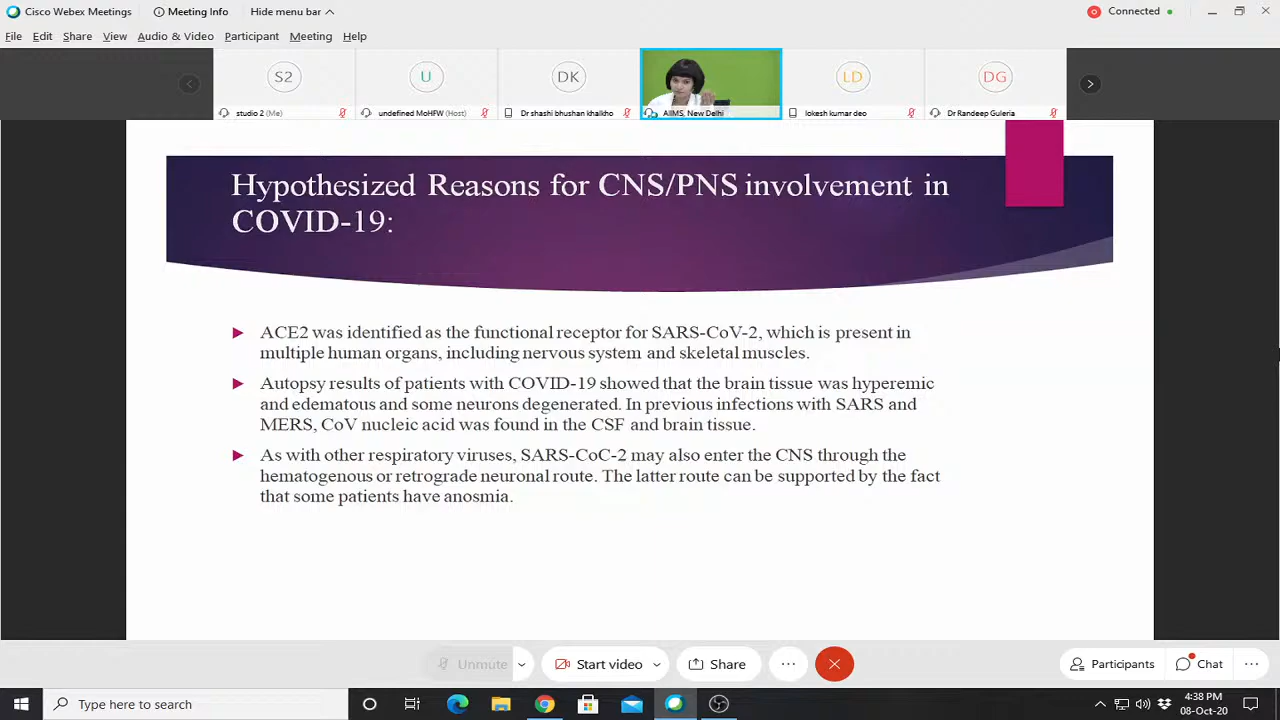 Cisco Webex Meetings
Meeting Info
Hide menu bar
Connected
File Edit Share View Audio & Video Participant Meeting Help
S2
U
DK
LD
DG
studio 2 (Me)
undefined MoHFW (Host)
Dr shashi bhushan khalkho
AIIMS, New Delhi
lokesh kumar deo
Dr Randeep Guleria
Hypothesized Reasons for CNS/PNS involvement in
COVID-19:
ACE2 was identified as the functional receptor for SARS-CoV-2, which is present in
multiple human organs, including nervous system and skeletal muscles.
Autopsy results of patients with COVID-19 showed that the brain tissue was hyperemic
and edematous and some neurons degenerated. In previous infections with SARS and
MERS, CoV nucleic acid was found in the CSF and brain tissue.
As with other respiratory viruses, SARS-CoC-2 may also enter the CNS through the
hematogenous or retrograde neuronal route. The latter route can be supported by the fact
that some patients have anosmia.
Unmute
Start video
Share
Participants
Chat
Type here to search
4:38 PM
08-Oct-20